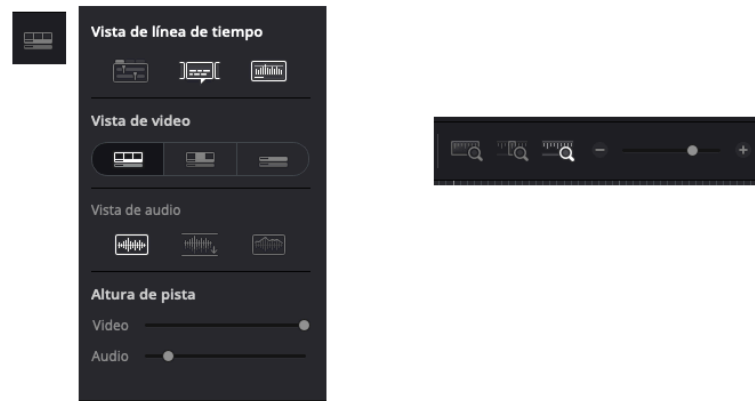 Vista de línea de tiempo
Vista de video
Vista de audio
Altura de pista
Video
Audio